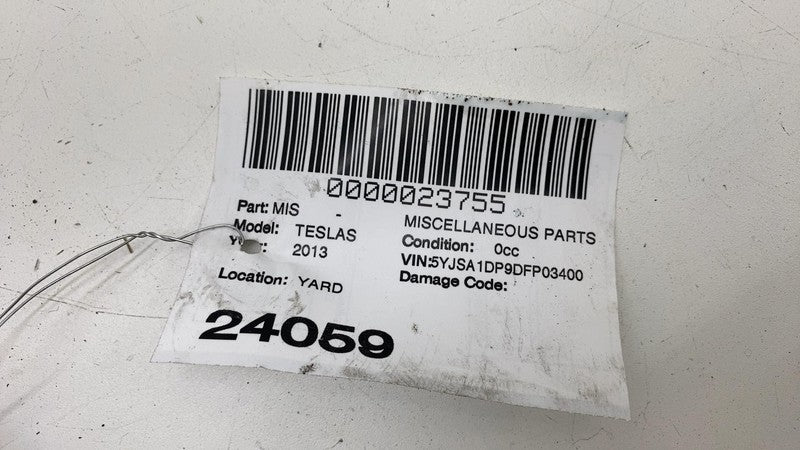 0000023755
Part: MIS - MISCELLANEOUS PARTS
Model: TESLAS Condition: 0cc
2013 VIN:5YJSA1DP9DFP03400
Location: YARD Damage Code:
24059